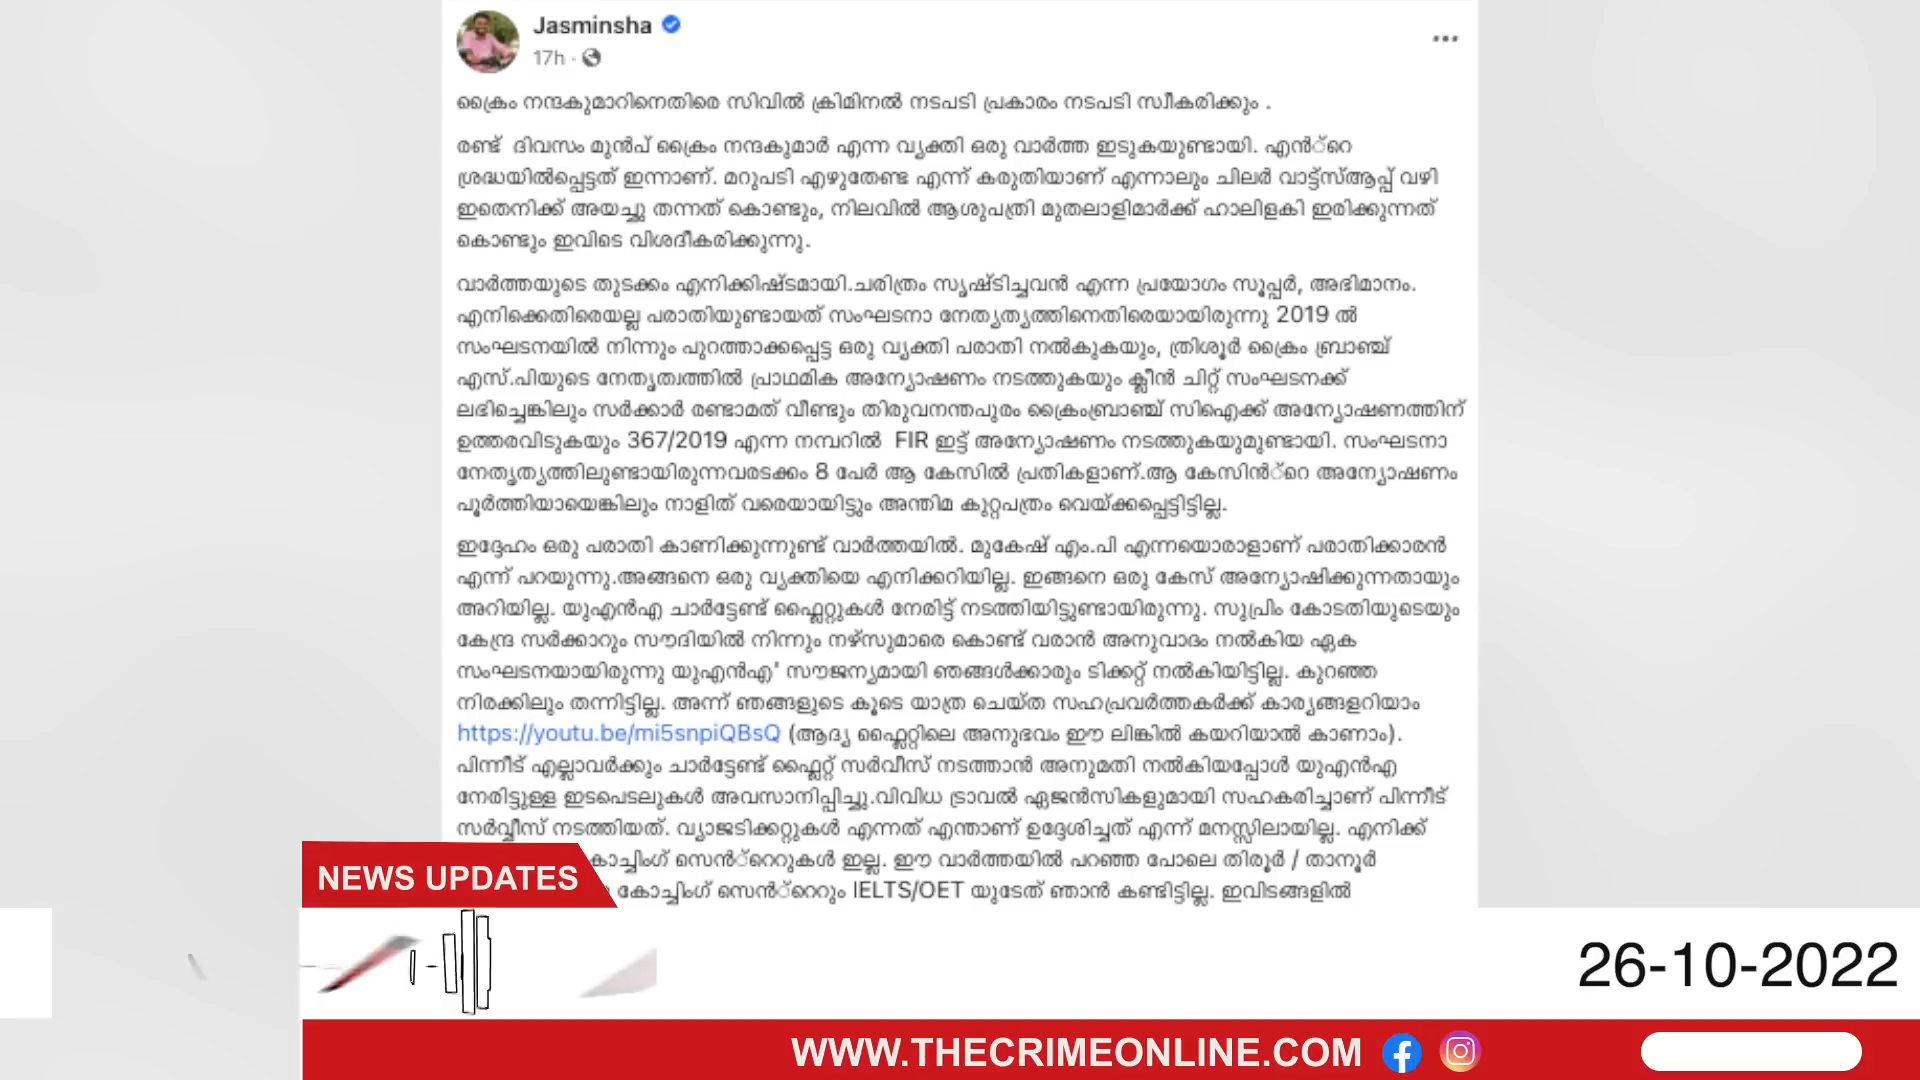 Jasminsha
17h ·
ക്രൈം നന്ദകുമാറിനെതിരെ സിവിൽ ക്രിമിനൽ നടപടി പ്രകാരം നടപടി സ്വീകരിക്കും .
രണ്ട് ദിവസം മുൻപ് ക്രൈം നന്ദകുമാർ എന്ന വ്യക്തി ഒരു വാർത്ത ഇടുകയുണ്ടായി. എൻ്റെ
ശ്രദ്ധയിൽപ്പെട്ടത് ഇന്നാണ്. മറുപടി എഴുതേണ്ട എന്ന് കരുതിയാണ് എന്നാലും ചിലർ വാട്ട്സ്ആപ്പ് വഴി
ഇതെനിക്ക് അയച്ചു തന്നത് കൊണ്ടും, നിലവിൽ ആശുപത്രി മുതലാളിമാർക്ക് ഹാലിളകി ഇരിക്കുന്നത്
കൊണ്ടും ഇവിടെ വിശദീകരിക്കുന്നു.
വാർത്തയുടെ തുടക്കം എനിക്കിഷ്ടമായി.ചരിത്രം സൃഷ്ടിച്ചവൻ എന്ന പ്രയോഗം സൂപ്പർ, അഭിമാനം.
എനിക്കെതിരെയല്ല പരാതിയുണ്ടായത് സംഘടനാ നേതൃത്യത്തിനെതിരെയായിരുന്നു 2019 ൽ
സംഘടനയിൽ നിന്നും പുറത്താക്കപ്പെട്ട ഒരു വ്യക്തി പരാതി നൽകുകയും, ത്രിശൂർ ക്രൈം ബ്രാഞ്ച്
എസ്.പിയുടെ നേതൃത്വത്തിൽ പ്രാഥമിക അന്യോഷണം നടത്തുകയും ക്ലീൻ ചിറ്റ് സംഘടനക്ക്
ലഭിച്ചെങ്കിലും സർക്കാർ രണ്ടാമത് വീണ്ടും തിരുവനന്തപുരം ക്രൈംബ്രാഞ്ച് സിഐക്ക് അന്യോഷണത്തിന്
ഉത്തരവിടുകയും 367/2019 എന്ന നമ്പറിൽ FIR ഇട്ട് അന്യോഷണം നടത്തുകയുമുണ്ടായി. സംഘടനാ
നേതൃത്യത്തിലുണ്ടായിരുന്നവരടക്കം 8 പേർ ആ കേസിൽ പ്രതികളാണ്.ആ കേസിൻ്റെ അന്യോഷണം
പൂർത്തിയായെങ്കിലും നാളിത് വരെയായിട്ടും അന്തിമ കുറ്റപത്രം വെയ്ക്കപ്പെട്ടിട്ടില്ല.
ഇദ്ദേഹം ഒരു പരാതി കാണിക്കുന്നുണ്ട് വാർത്തയിൽ. മുകേഷ് എം.പി എന്നയൊരാളാണ് പരാതിക്കാരൻ
എന്ന് പറയുന്നു.അങ്ങനെ ഒരു വ്യക്തിയെ എനിക്കറിയില്ല. ഇങ്ങനെ ഒരു കേസ് അന്യോഷിക്കുന്നതായും
അറിയില്ല. യുഎൻഎ ചാർട്ടേണ്ട് ഫ്ലൈറ്റുകൾ നേരിട്ട് നടത്തിയിട്ടുണ്ടായിരുന്നു. സുപ്രിം കോടതിയുടെയും
കേന്ദ്ര സർക്കാറും സൗദിയിൽ നിന്നും നഴ്സുമാരെ കൊണ്ട് വരാൻ അനുവാദം നൽകിയ ഏക
സംഘടനയായിരുന്നു യുഎൻഎ' സൗജന്യമായി ഞങ്ങൾക്കാരും ടിക്കറ്റ് നൽകിയിട്ടില്ല. കുറഞ്ഞ
നിരക്കിലും തന്നിട്ടില്ല. അന്ന് ഞങ്ങളുടെ കൂടെ യാത്ര ചെയ്ത സഹപ്രവർത്തകർക്ക് കാര്യങ്ങളറിയാം
https://youtu.be/mi5snpiQBsQ (ആദ്യ ഫ്ലൈറ്റിലെ അനുഭവം ഈ ലിങ്കിൽ കയറിയാൽ കാണാം).
പിന്നീട് എല്ലാവർക്കും ചാർട്ടേണ്ട് ഫ്ലൈറ്റ് സർവീസ് നടത്താൻ അനുമതി നൽകിയപ്പോൾ യുഎൻഎ
നേരിട്ടുള്ള ഇടപെടലുകൾ അവസാനിപ്പിച്ചു.വിവിധ ട്രാവൽ ഏജൻസികളുമായി സഹകരിച്ചാണ് പിന്നീട്
സർവ്വീസ് നടത്തിയത്. വ്യാജടിക്കറ്റുകൾ എന്നത് എന്താണ് ഉദ്ദേശിച്ചത് എന്ന് മനസ്സിലായില്ല. എനിക്ക്
കോച്ചിംഗ് സെൻ്ററുകൾ ഇല്ല. ഈ വാർത്തയിൽ പറഞ്ഞ പോലെ തിരൂർ / താനൂർ
കോച്ചിംഗ് സെൻ്ററും IELTS/OET യുടേത് ഞാൻ കണ്ടിട്ടില്ല. ഇവിടങ്ങളിൽ
NEWS UPDATES
26-10-2022
WWW.THECRIMEONLINE.COM